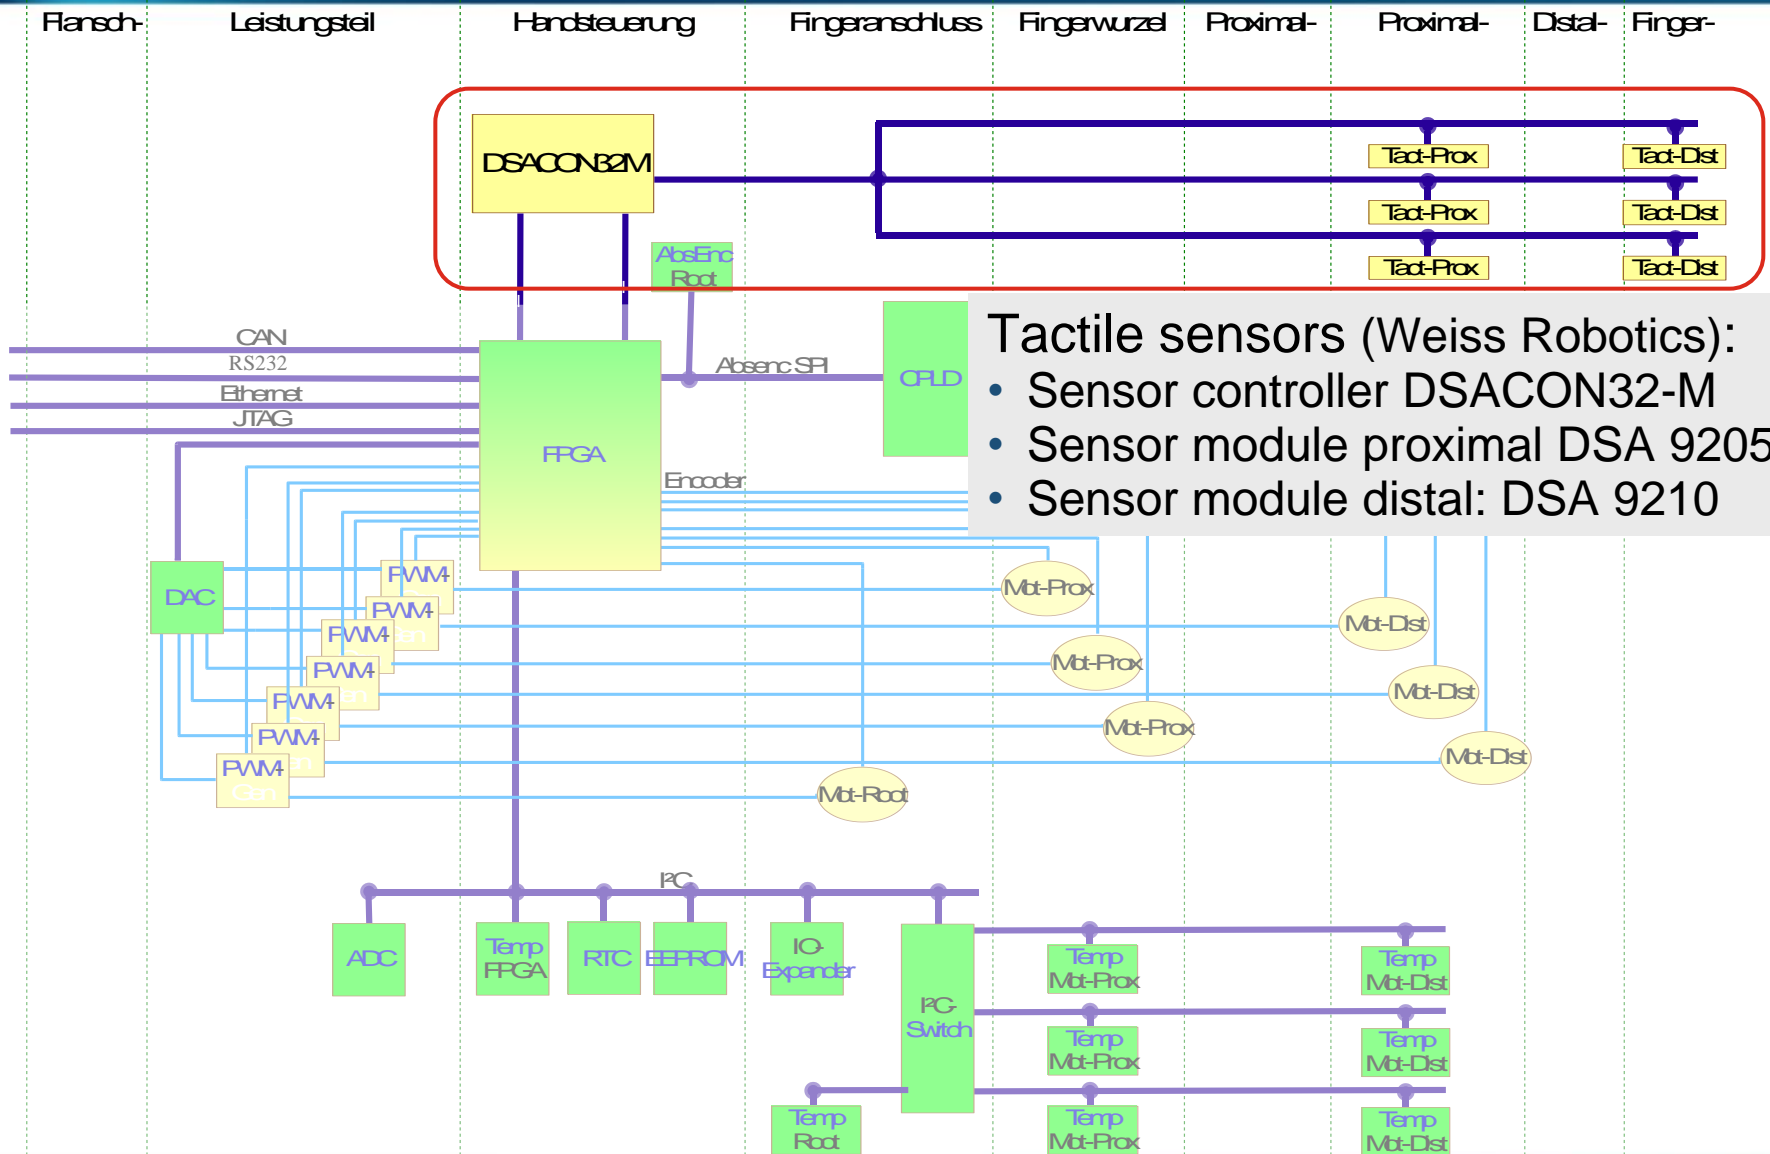 Flansch- Leistungsteil Handsteuerung Fingeranschluss Fingerwurzel Proximal- Proximal- Distal- Finger-
DSACON32M
Tact-Prox Tact-Dist
Tact-Prox Tact-Dist
Tact-Prox Tact-Dist
AbsEnc
Root
CAN
RS232
Ethernet
JTAG
Absenc SPI
CPLD
FPGA
Encoder
Tactile sensors (Weiss Robotics):
• Sensor controller DSACON32-M
• Sensor module proximal DSA 9205
• Sensor module distal: DSA 9210
DAC
PWM-
PWM-
Gen
PWM-
PWM-
Gen
PWM-
PWM-
Gen
PWM-
Gen
Mot-Prox
Mot-Dist
Mot-Prox
Mot-Dist
Mot-Prox
Mot-Dist
Mot-Root
I²C
ADC
Temp
FPGA
RTC
EEPROM
IO-
Expander
I²C-
Switch
Temp
Mot-Prox
Temp
Mot-Dist
Temp
Mot-Prox
Temp
Mot-Dist
Temp
Root
Temp
Mot-Prox
Temp
Mot-Dist